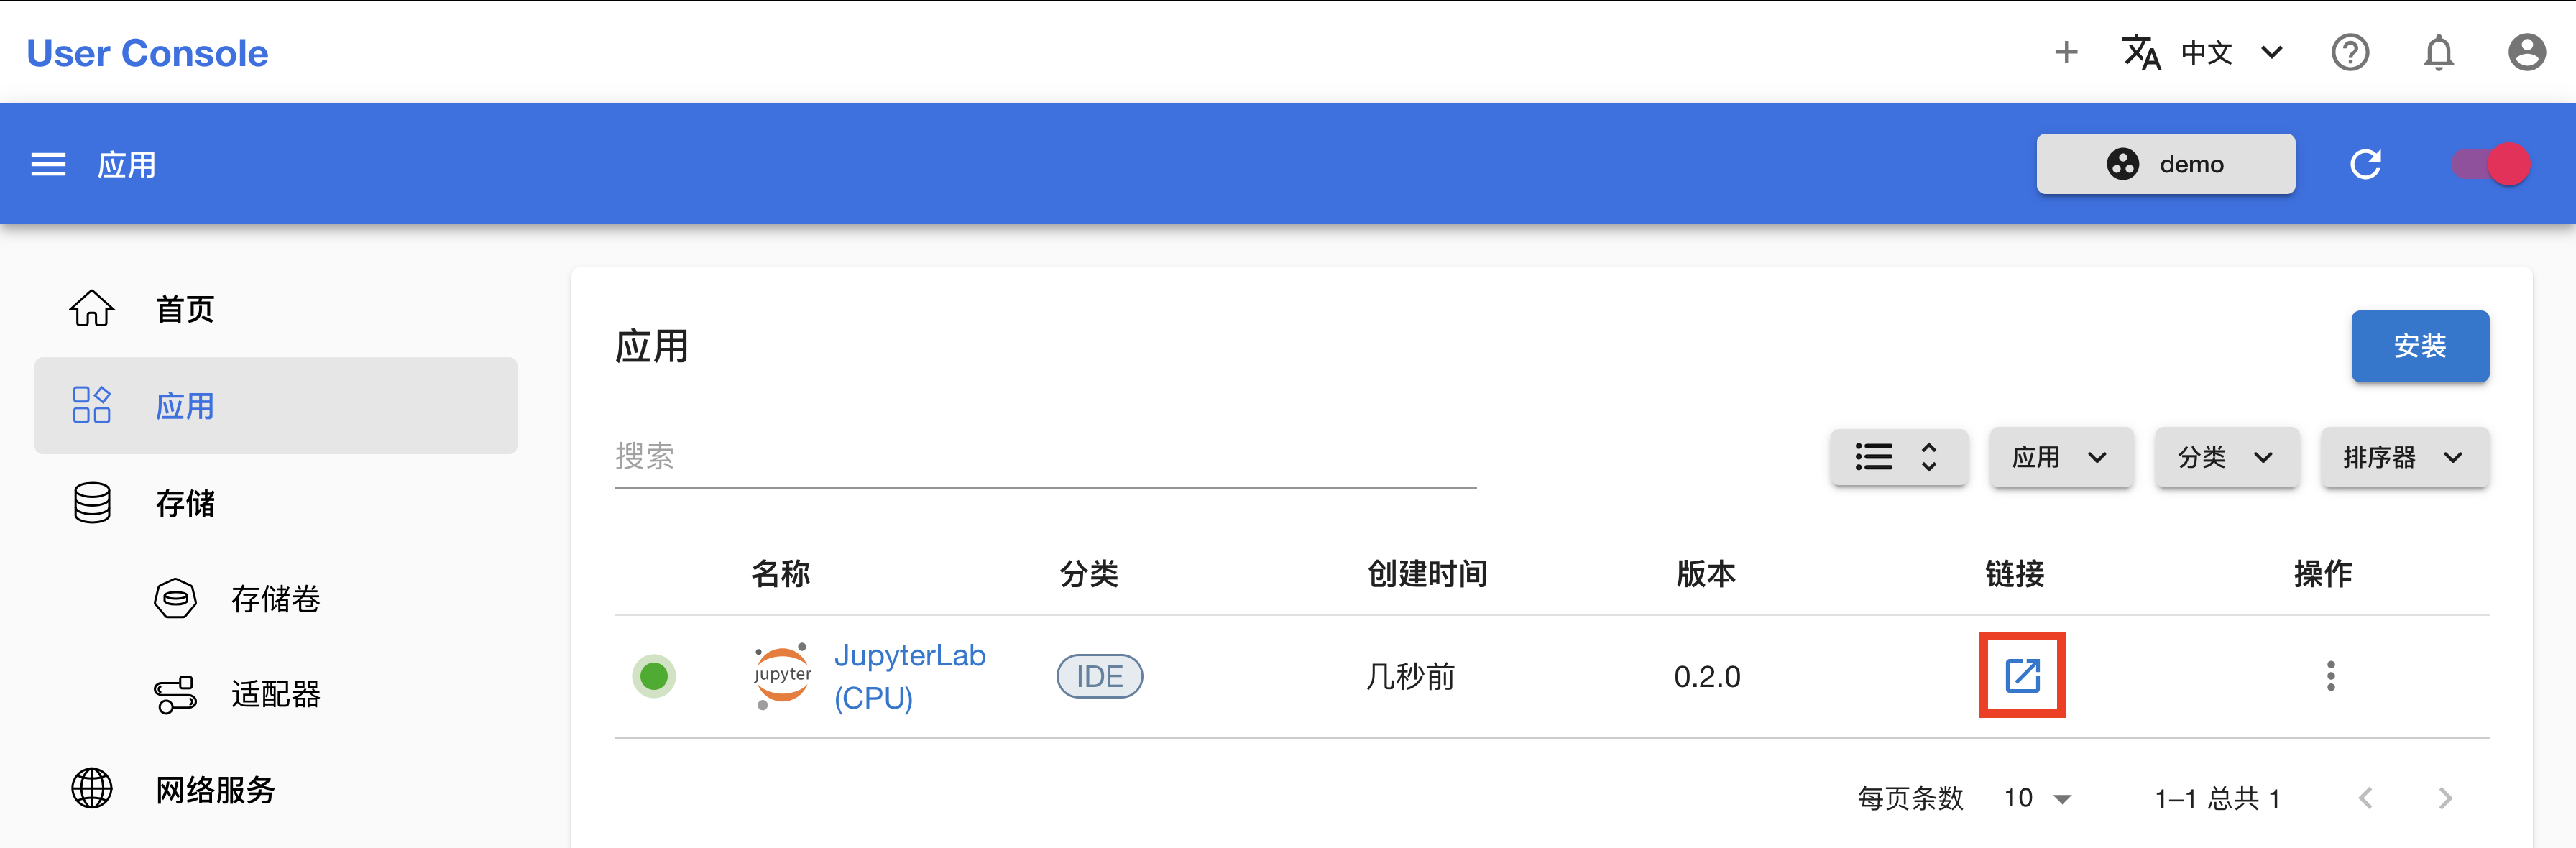 User Console
中文
应用
demo
首页
应用
存储
存储卷
适配器
网络服务
应用
安装
搜索
应用
分类
排序器
名称 分类 创建时间 版本 链接 操作
jupyter
JupyterLab
(CPU)
IDE
几秒前
0.2.0
每页条数 10 1–1 总共 1